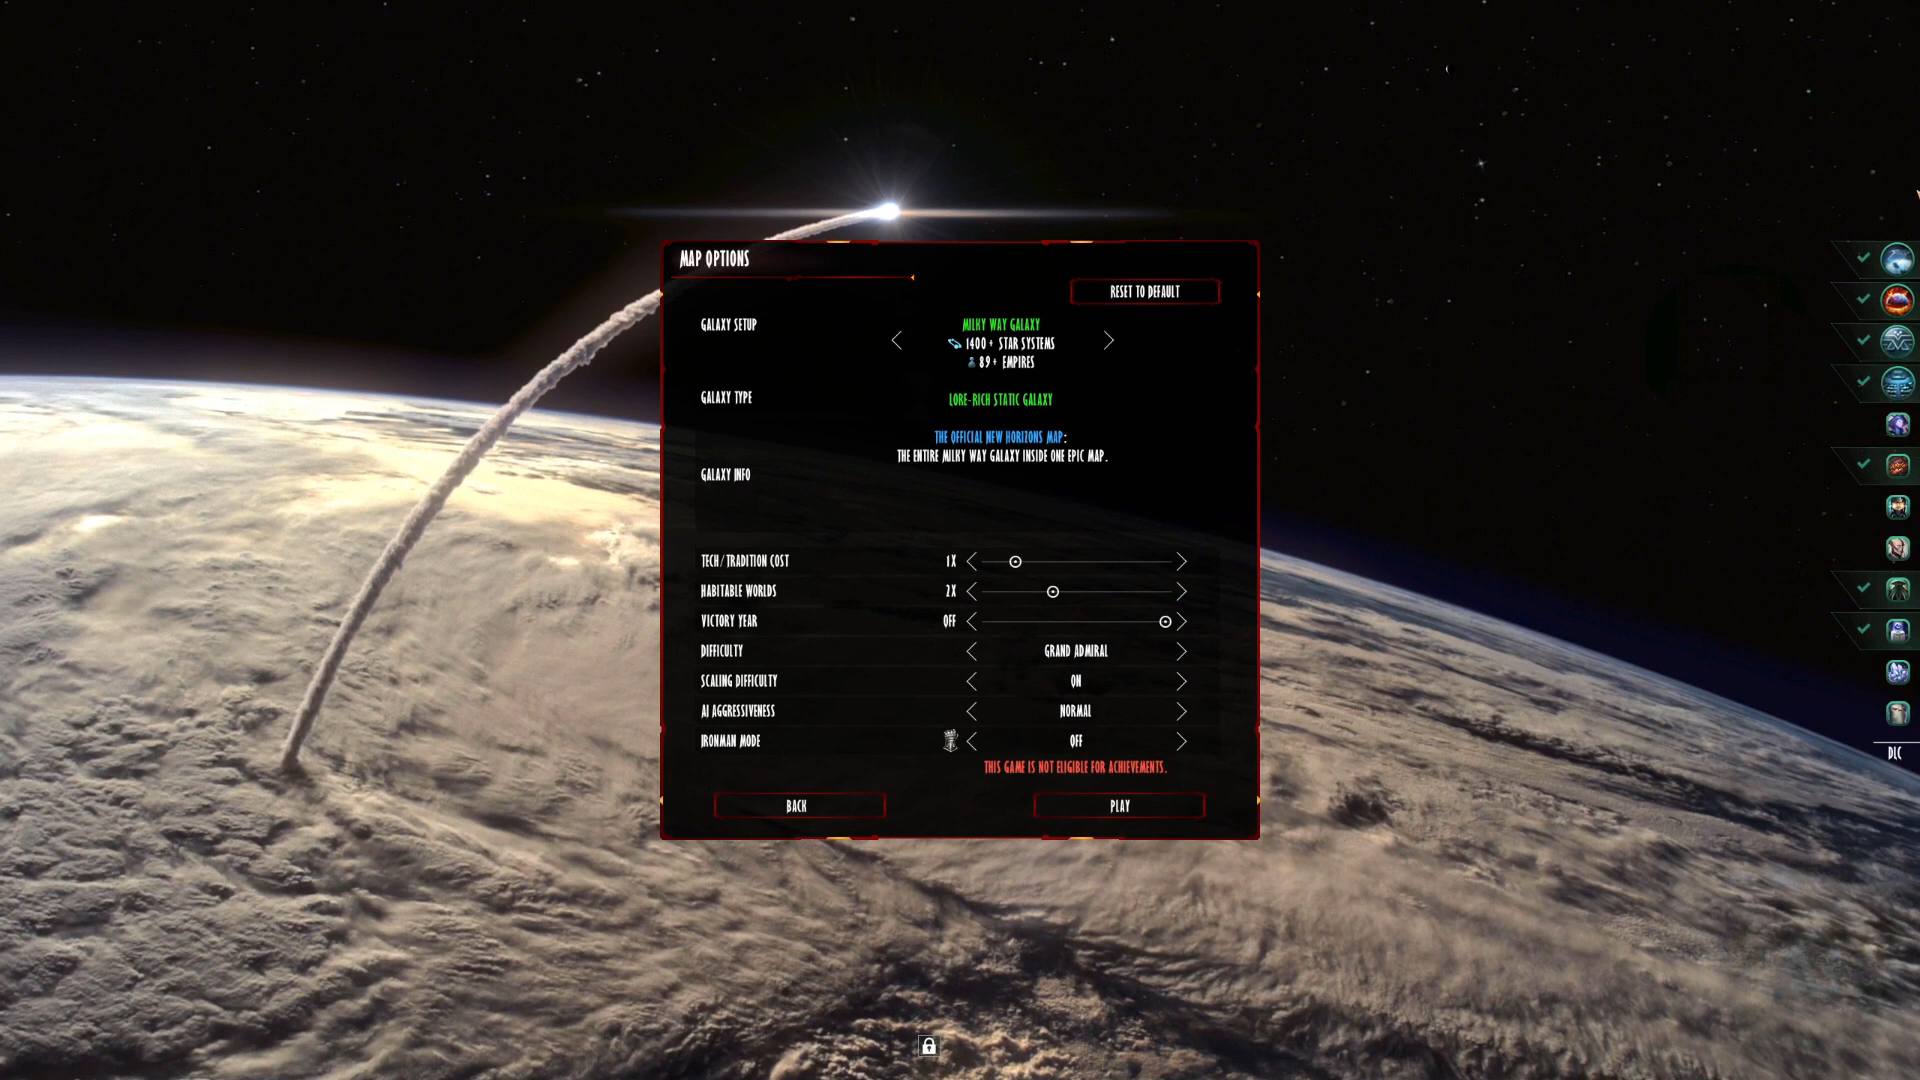 MAP OPTIONS
RESET TO DEFAULT
GALAXY SETUP
MILKY WAY GALAXY
1400+ STAR SYSTEMS
89+ EMPIRES
GALAXY TYPE
LORE-RICH STATIC GALAXY
THE OFFICIAL NEW HORIZONS MAP:
THE ENTIRE MILKY WAY GALAXY INSIDE ONE EPIC MAP.
GALAXY INFO
TECH/TRADITION COST 1X
HABITABLE WORLDS 2X
VICTORY YEAR OFF
DIFFICULTY GRAND ADMIRAL
SCALING DIFFICULTY ON
AI AGGRESSIVENESS NORMAL
IRONMAN MODE OFF
THIS GAME IS NOT ELIGIBLE FOR ACHIEVEMENTS.
BACK
PLAY
DLC